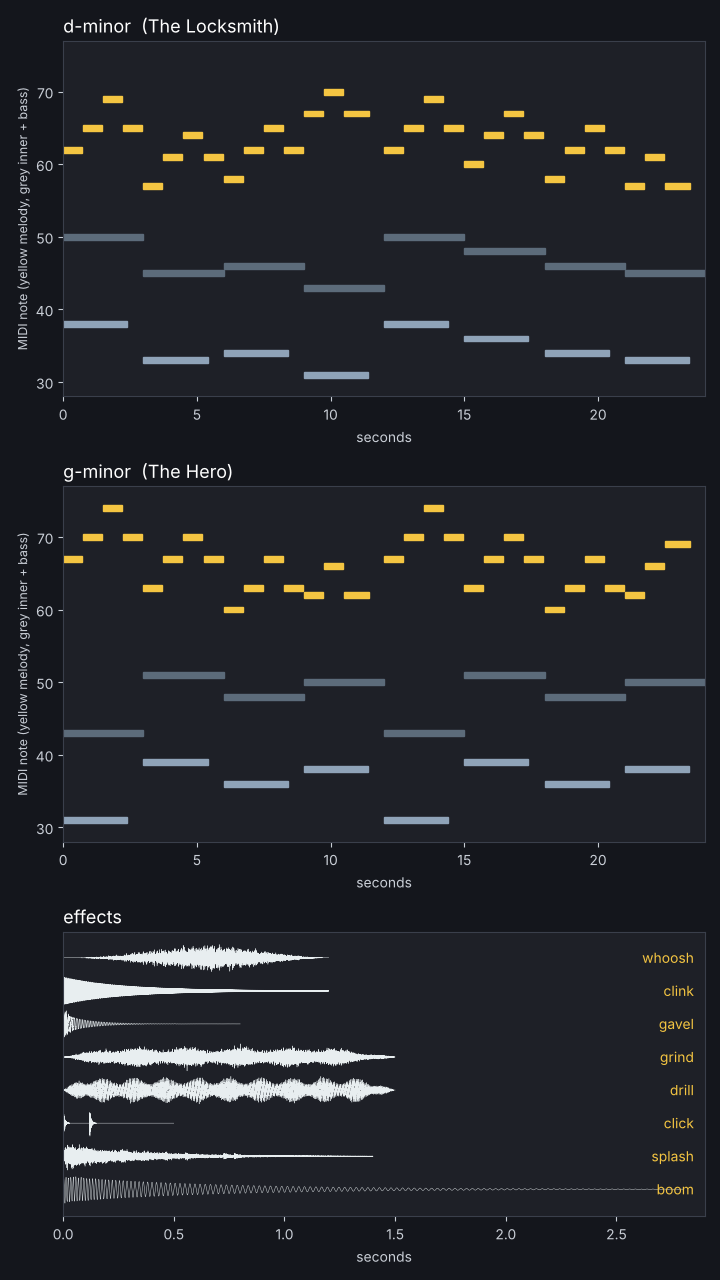 d-minor  (The Locksmith)
MIDI note (yellow melody, grey inner + bass)
70
60
50
40
30
0 5 10 15 20
seconds
g-minor  (The Hero)
MIDI note (yellow melody, grey inner + bass)
70
60
50
40
30
0 5 10 15 20
seconds
effects
whoosh
clink
gavel
grind
drill
click
splash
boom
0.0 0.5 1.0 1.5 2.0 2.5
seconds